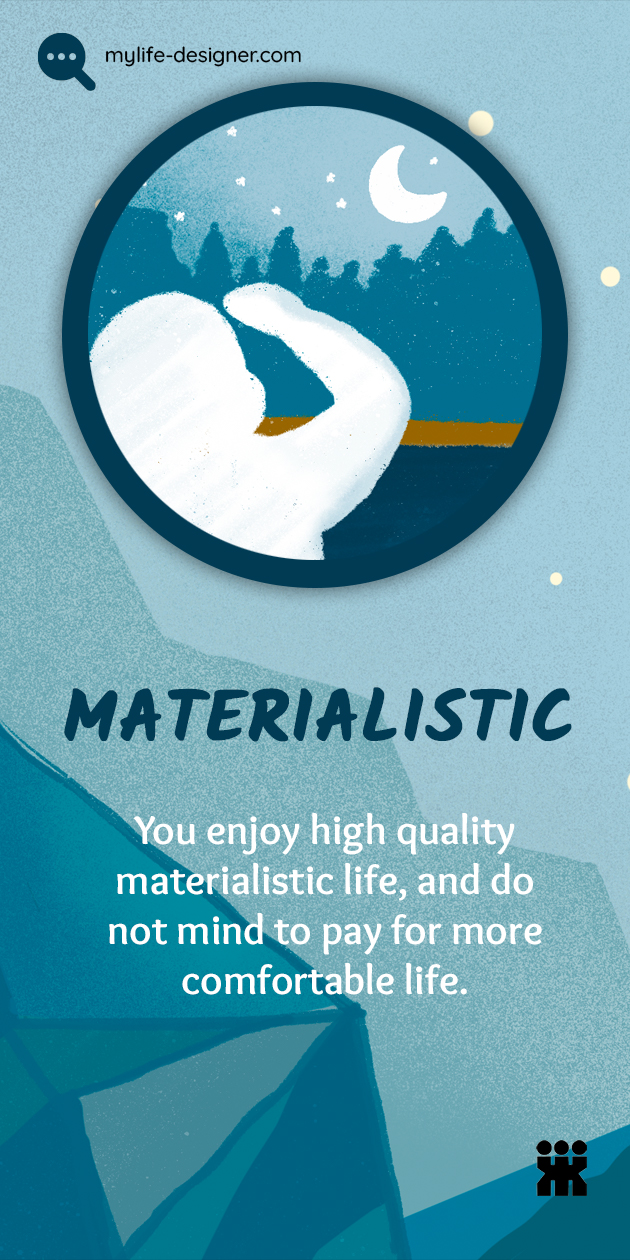 mylife-designer.com
MATERIALISTIC
You enjoy high quality
materialistic life, and do
not mind to pay for more
comfortable life.